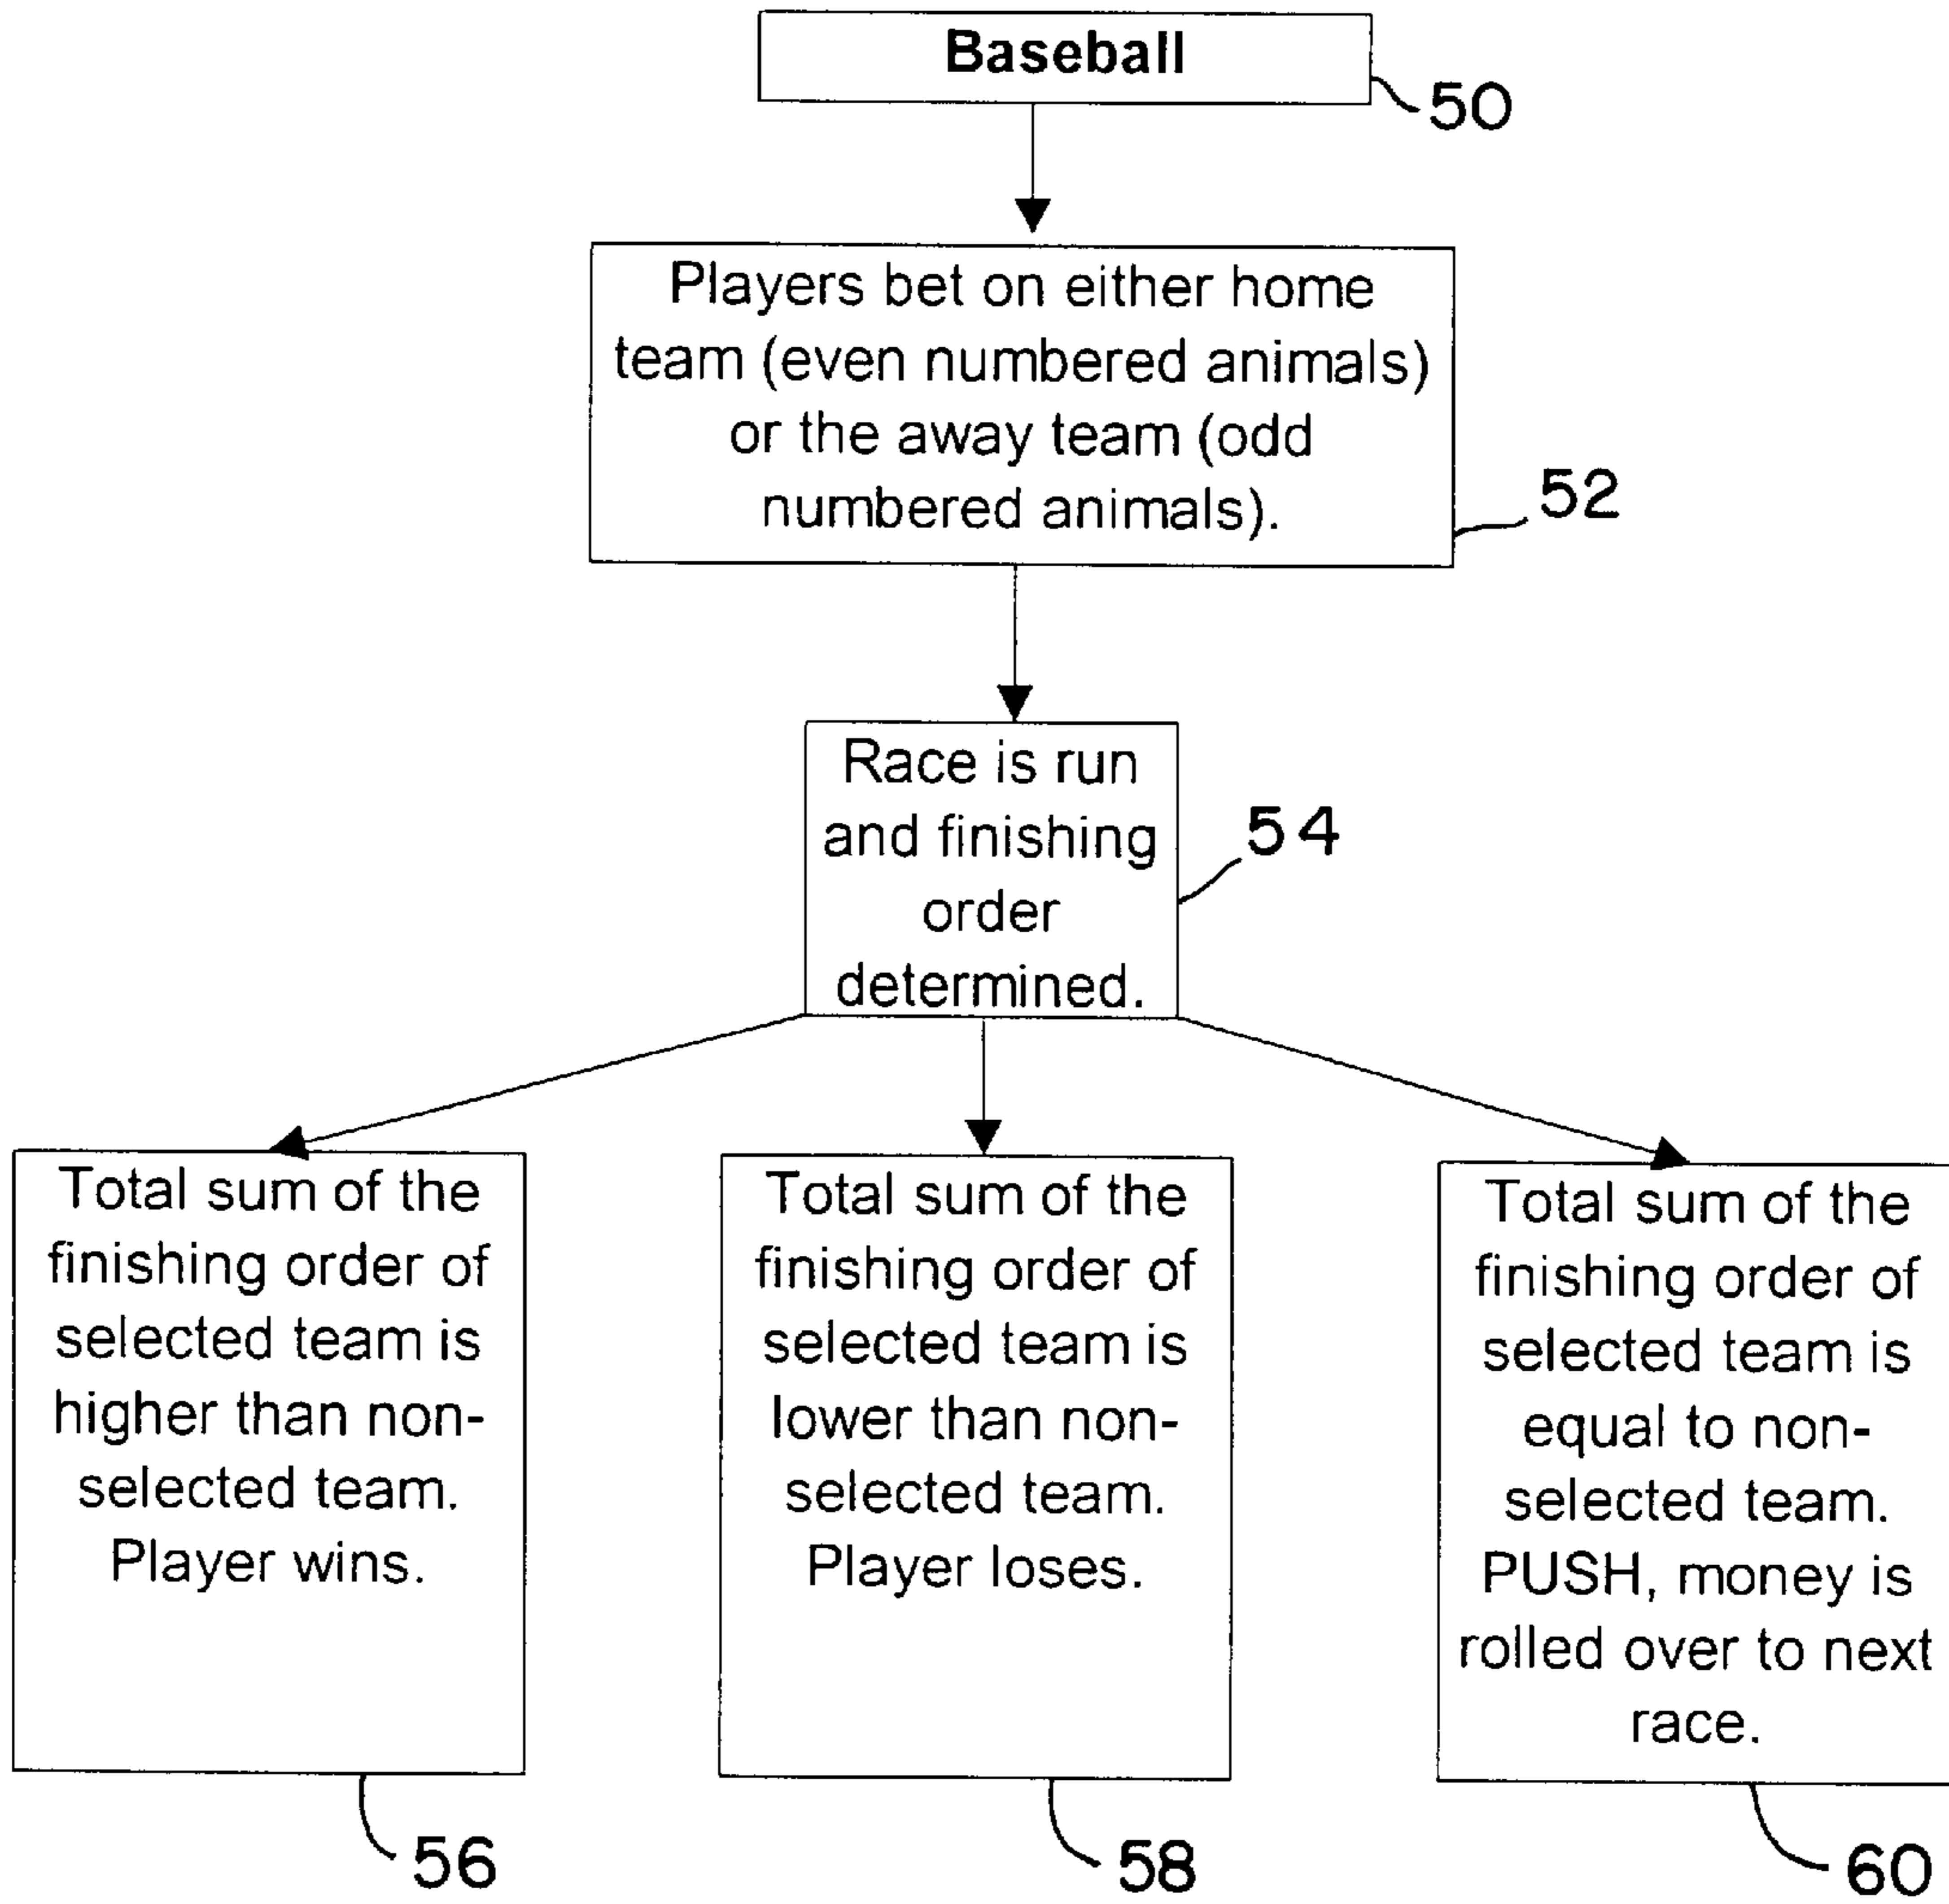 Baseball
50
Players bet on either home
team (even numbered animals)
or the away team (odd
numbered animals).
52
Race is run
and finishing
order
determined.
54
Total sum of the
finishing order of
selected team is
higher than non-
selected team.
Player wins.
56
Total sum of the
finishing order of
selected team is
lower than non-
selected team.
Player loses.
58
Total sum of the
finishing order of
selected team is
equal to non-
selected team.
PUSH, money is
rolled over to next
race.
60